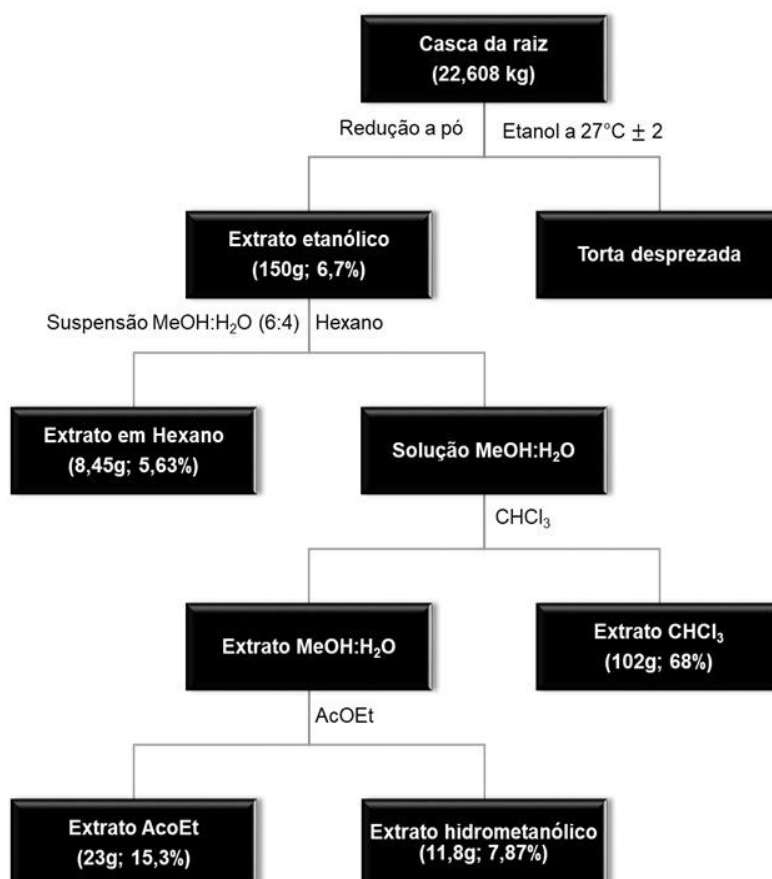 Casca da raiz
(22,608 kg)
Redução a pó
Etanol a 27°C ± 2
Extrato etanólico
(150g; 6,7%)
Torta desprezada
Suspensão MeOH:H₂O (6:4)
Hexano
Extrato em Hexano
(8,45g; 5,63%)
Solução MeOH:H₂O
CHCl₃
Extrato MeOH:H₂O
Extrato CHCl₃
(102g; 68%)
AcOEt
Extrato AcoEt
(23g; 15,3%)
Extrato hidrometanólico
(11,8g; 7,87%)